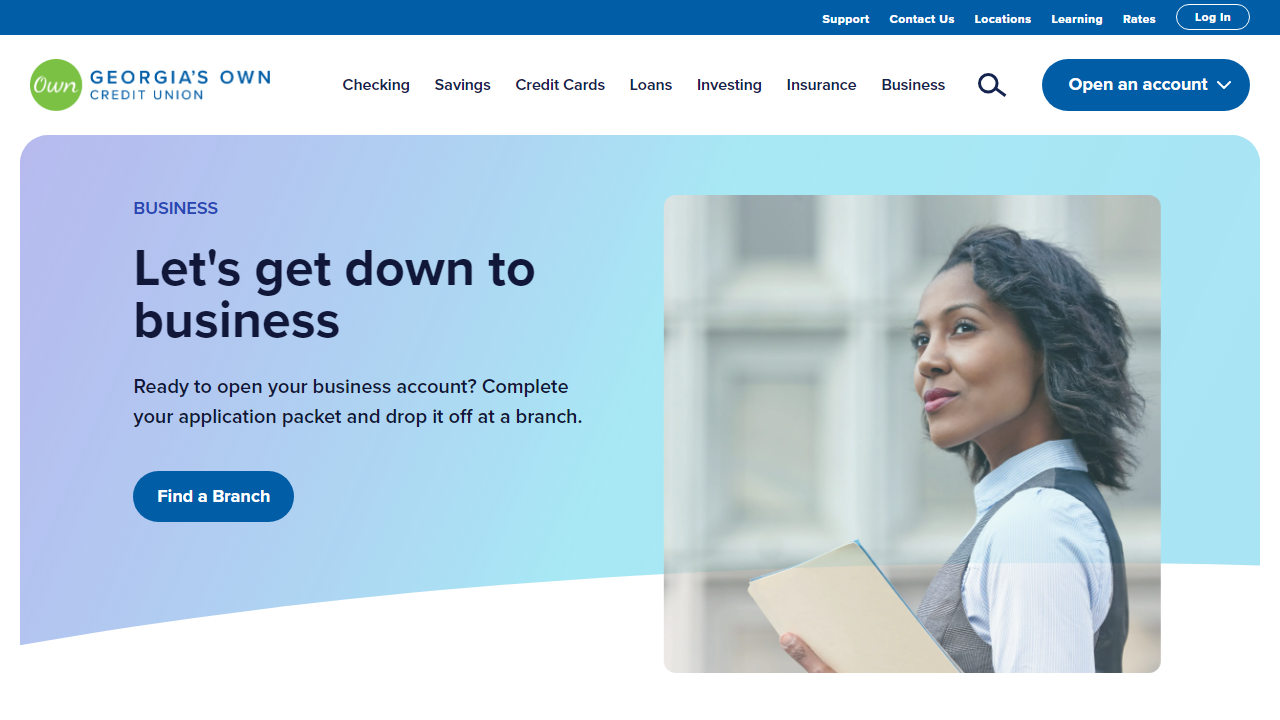 Support Contact Us Locations Learning Rates Log In
Own GEORGIA'S OWN
CREDIT UNION
Checking Savings Credit Cards Loans Investing Insurance Business Open an account
BUSINESS
Let's get down to
business
Ready to open your business account? Complete
your application packet and drop it off at a branch.
Find a Branch